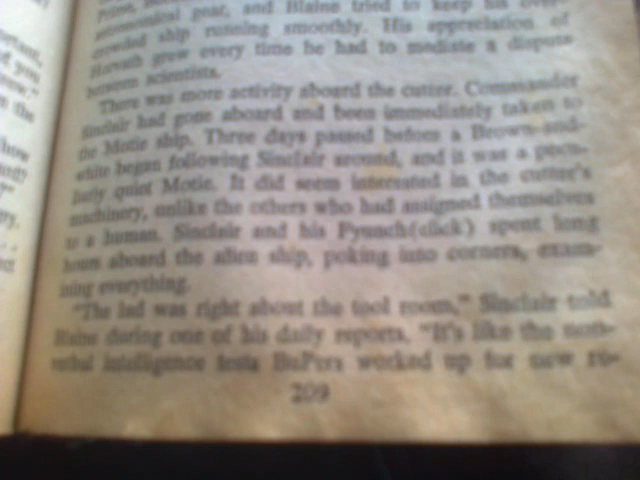 astronomical gear, and Blaine tried to keep his over-
crowded ship running smoothly. His appreciation of
Horvath grew every time he had to mediate a dispute
between scientists.
There was more activity aboard the cutter. Commander
Sinclair had gone aboard and been immediately taken to
the Motie ship. Three days passed before a Brown-and-
white began following Sinclair around, and it was a pecu-
liarly quiet Motie. It did seem interested in the cutter's
machinery, unlike the others who had assigned themselves
to a human. Sinclair and his Fyunch(click) spent long
hours aboard the alien ship, poking into corners, exam-
ining everything.
"The lad was right about the tool room," Sinclair told
Blaine during one of his daily reports. "It's like the non-
verbal intelligence tests BuPers worked up for new re-
209